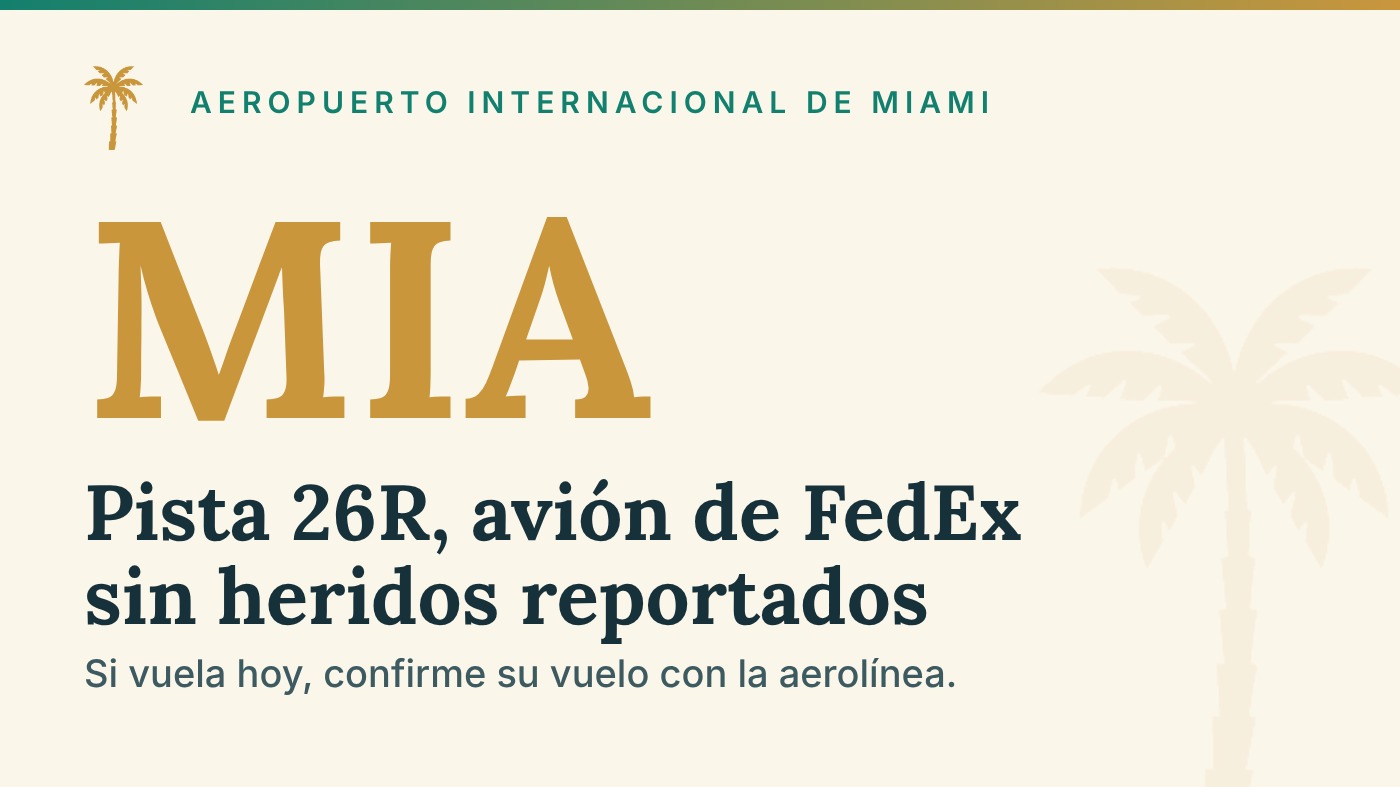 AEROPUERTO INTERNACIONAL DE MIAMI
MIA
Pista 26R, avión de FedEx
sin heridos reportados
Si vuela hoy, confirme su vuelo con la aerolínea.